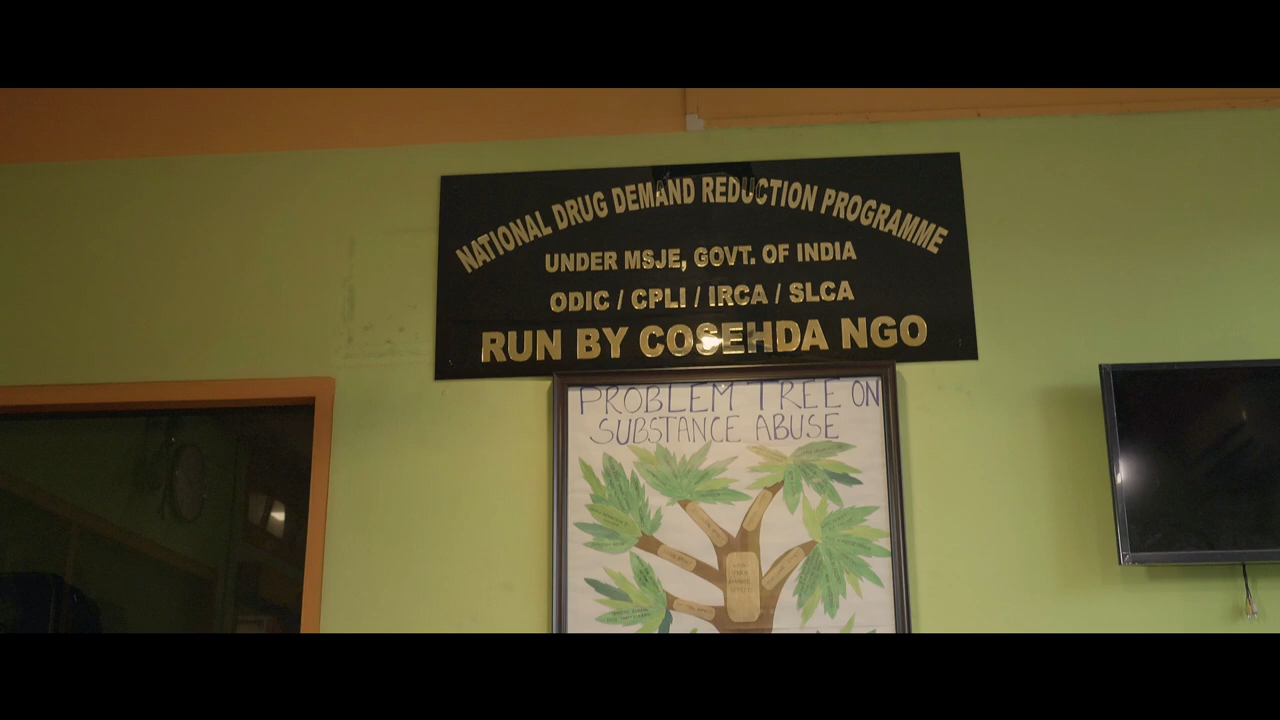 NATIONAL DRUG DEMAND REDUCTION PROGRAMME
UNDER MSJE, GOVT. OF INDIA
ODIC / CPLI / IRCA / SLCA
RUN BY COSEHDA NGO
PROBLEM TREE ON
SUBSTANCE ABUSE